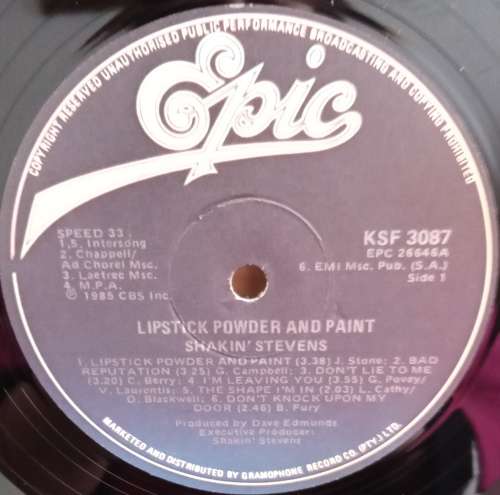 COPYRIGHT RESERVED UNAUTHORISED PUBLIC PERFORMANCE BROADCASTING AND COPYING PROHIBITED
Epic
SPEED 33
1,5. Intersong
2. Chappell/
Ad Chorel Msc.
3. Laetrec Msc.
4. M.P.A.
℗ 1985 CBS Inc.
KSF 3087
EPC 26646A
6. EMI Msc. Pub. (S.A.)
Side 1
LIPSTICK POWDER AND PAINT
SHAKIN' STEVENS
1. LIPSTICK POWDER AND PAINT (3.38) J. Stone: 2. BAD
REPUTATION (3.25) G. Campbell: 3. DON'T LIE TO ME
(3.20) C. Berry: 4. I'M LEAVING YOU (3.55) G. Povey/
V. Laurentis: 5. THE SHAPE I'M IN (2.03) L. Cathy/
O. Blackwell: 6. DON'T KNOCK UPON MY
DOOR (2.46) B. Fury
Produced by Dave Edmunds
Executive Producer:
Shakin' Stevens
MARKETED AND DISTRIBUTED BY GRAMOPHONE RECORD CO. (PTY.) LTD.